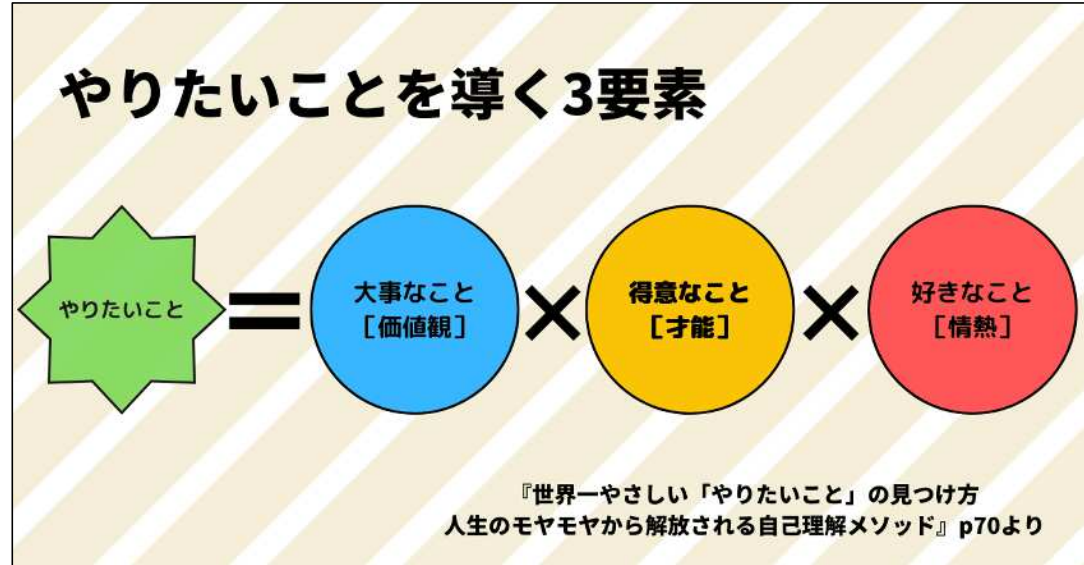 やりたいことを導く3要素
やりたいこと
=
大事なこと
[価値観]
×
得意なこと
[才能]
×
好きなこと
[情熱]
『世界一やさしい「やりたいこと」の見つけ方
人生のモヤモヤから解放される自己理解メソッド』p70より